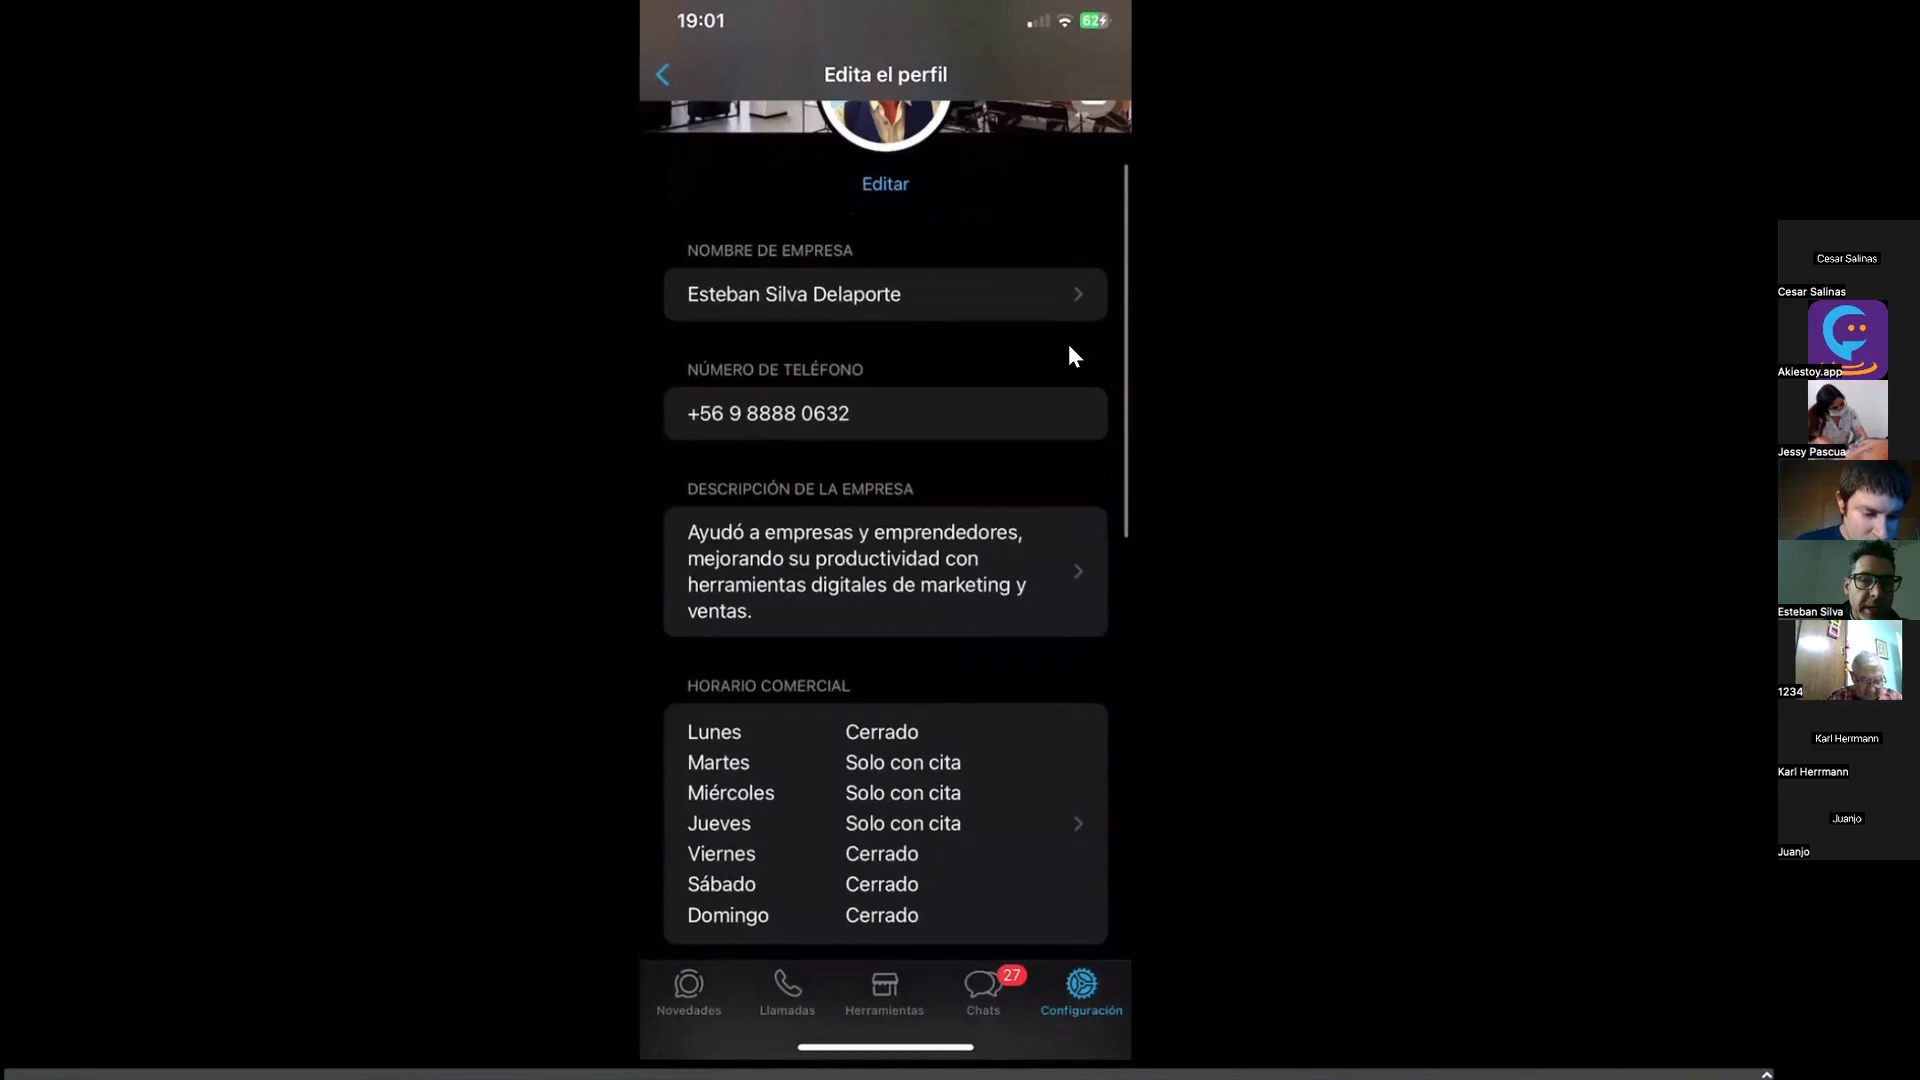 19:01
62
Edita el perfil
Editar
NOMBRE DE EMPRESA
Esteban Silva Delaporte
NÚMERO DE TELÉFONO
+56 9 8888 0632
DESCRIPCIÓN DE LA EMPRESA
Ayudó a empresas y emprendedores,
mejorando su productividad con
herramientas digitales de marketing y
ventas.
HORARIO COMERCIAL
Lunes Cerrado
Martes Solo con cita
Miércoles Solo con cita
Jueves Solo con cita
Viernes Cerrado
Sábado Cerrado
Domingo Cerrado
27
Novedades Llamadas Herramientas Chats Configuración
Cesar Salinas
Cesar Salinas
Akiestoy.app
Jessy Pascua
Esteban Silva
1234
Karl Herrmann
Karl Herrmann
Juanjo
Juanjo